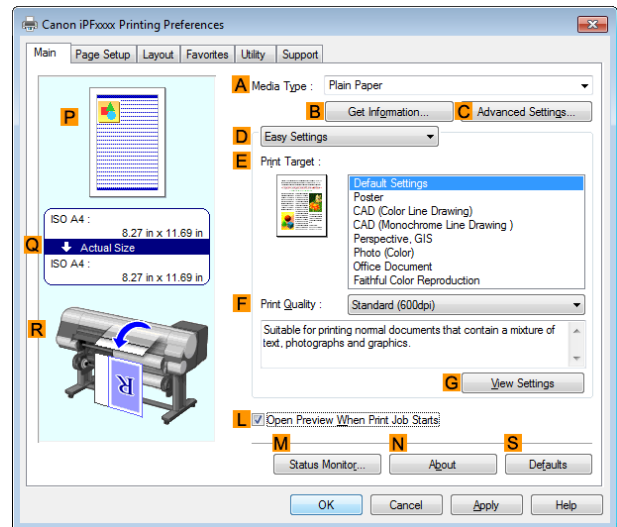 Canon iPFxxxx Printing Preferences
Main Page Setup Layout Favorites Utility Support
P
ISO A4 :
8.27 in x 11.69 in
Q
Actual Size
ISO A4 :
8.27 in x 11.69 in
R
R
A Media Type : Plain Paper
B Get Information... C Advanced Settings...
D Easy Settings
E Print Target :
Default Settings
Poster
CAD (Color Line Drawing)
CAD (Monochrome Line Drawing )
Perspective, GIS
Photo (Color)
Office Document
Faithful Color Reproduction
F Print Quality : Standard (600dpi)
Suitable for printing normal documents that contain a mixture of
text, photographs and graphics.
G View Settings
L Open Preview When Print Job Starts
M N S
Status Monitor... About Defaults
OK Cancel Apply Help